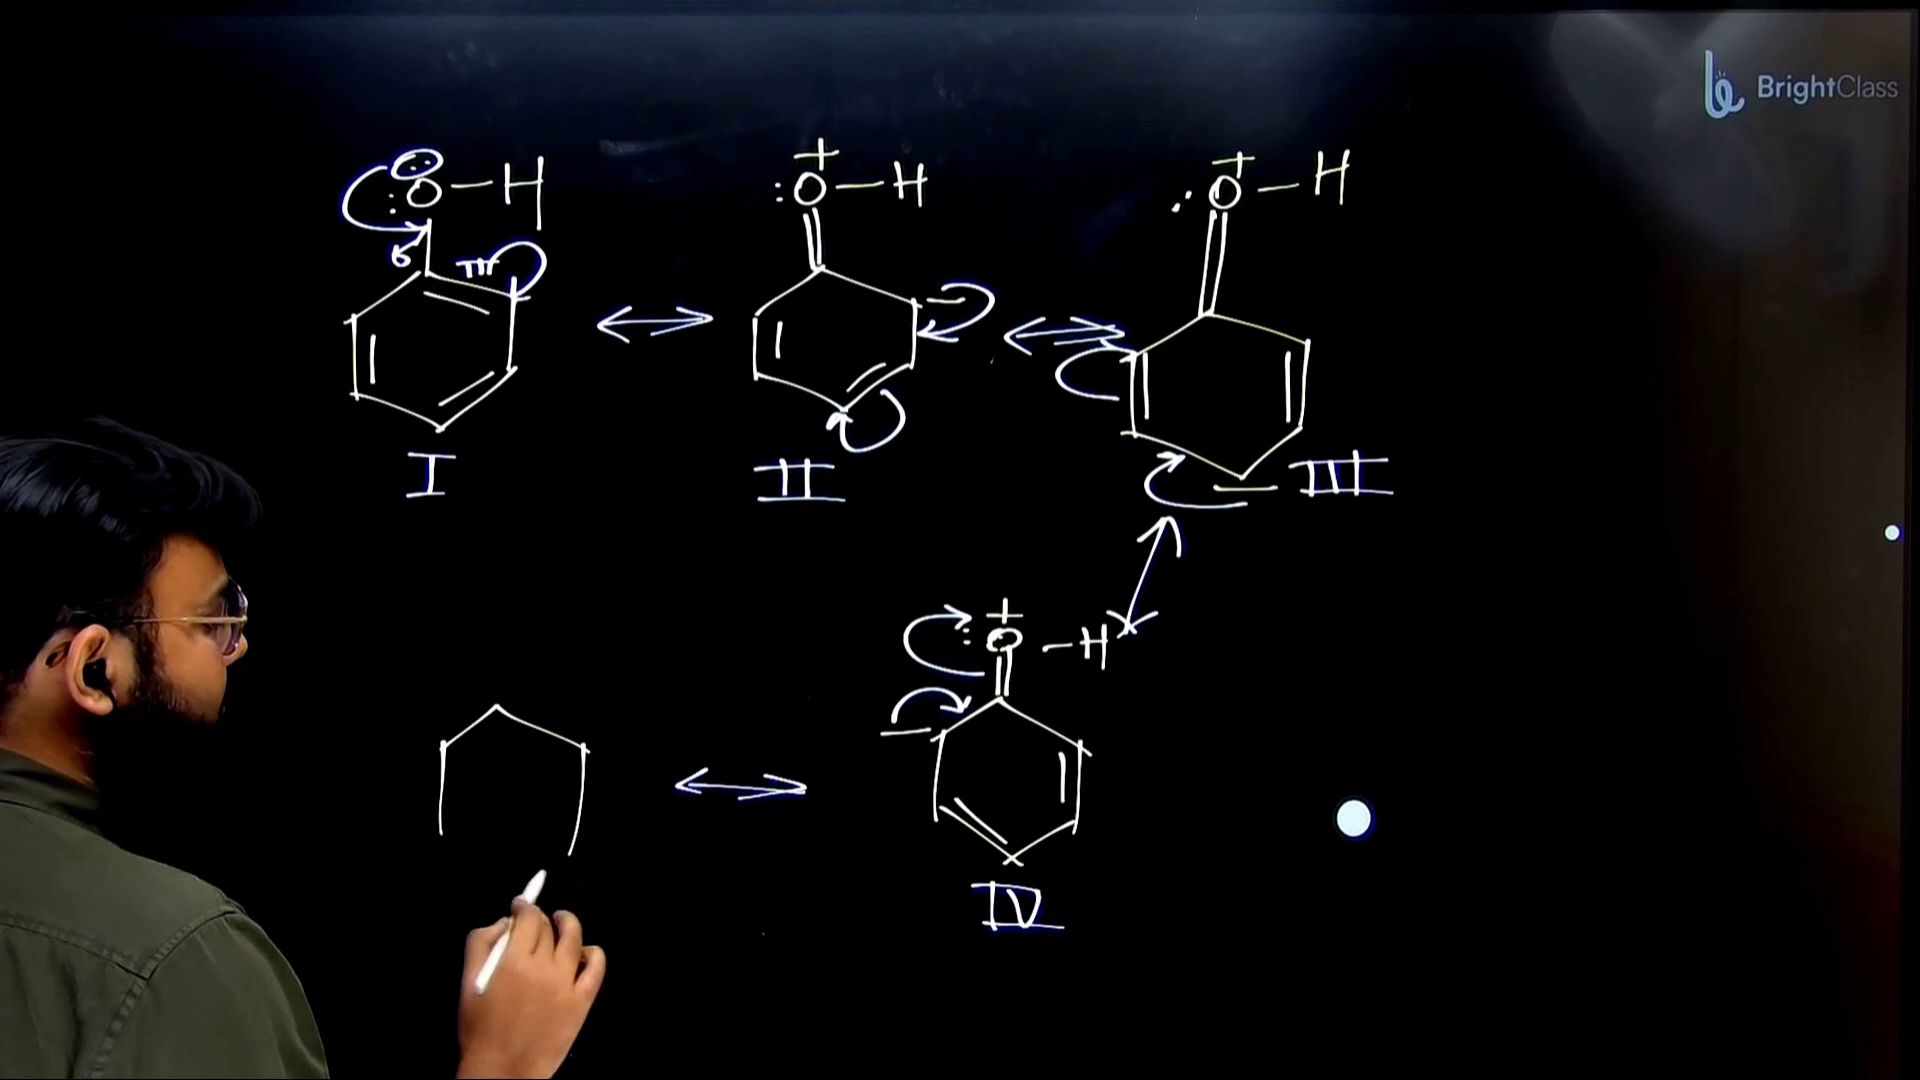 BrightClass
:Ö-H
+
:O-H
+
:O-H
σ
π
I
II
III
+
:O-H
IV